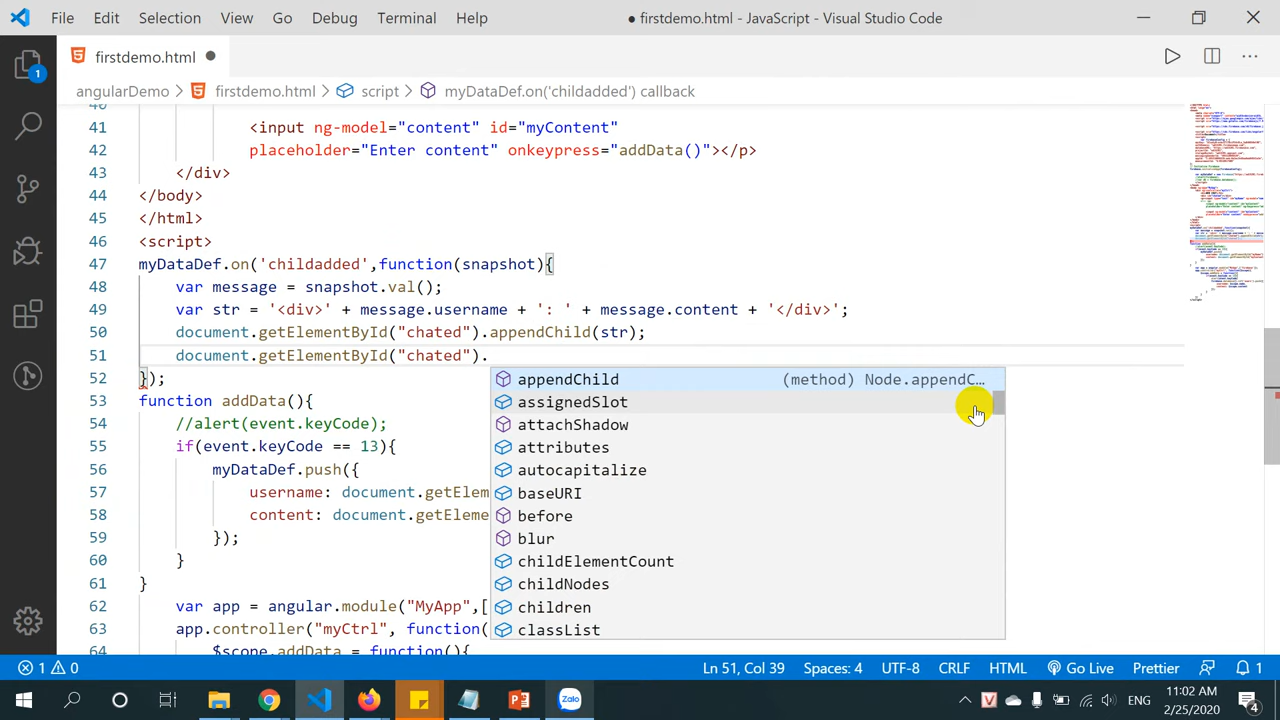 File Edit Selection View Go Debug Terminal Help
● firstdemo.html - JavaScript - Visual Studio Code
firstdemo.html ●
angularDemo > firstdemo.html > script > myDataDef.on('childadded') callback
41 <input ng-model="content" id="myContent"
42 placeholder="Enter content" onkeypress="addData()"></p>
43 </div>
44 </body>
45 </html>
46 <script>
47 myDataDef.on('childadded',function(snapshot){
48 var message = snapshot.val();
49 var str = '<div>' + message.username + ' : ' + message.content + '</div>';
50 document.getElementById("chated").appendChild(str);
51 document.getElementById("chated").
52 });
53 function addData(){
54 //alert(event.keyCode);
55 if(event.keyCode == 13){
56 myDataDef.push({
57 username: document.getElem
58 content: document.getEleme
59 });
60 }
61 }
62 var app = angular.module("MyApp",[
63 app.controller("myCtrl", function(
64 $scope.addData = function(){
appendChild (method) Node.appendC…
assignedSlot
attachShadow
attributes
autocapitalize
baseURI
before
blur
childElementCount
childNodes
children
classList
1
1 0 Ln 51, Col 39 Spaces: 4 UTF-8 CRLF HTML Go Live Prettier 1
ENG
11:02 AM
2/25/2020
4
Zalo